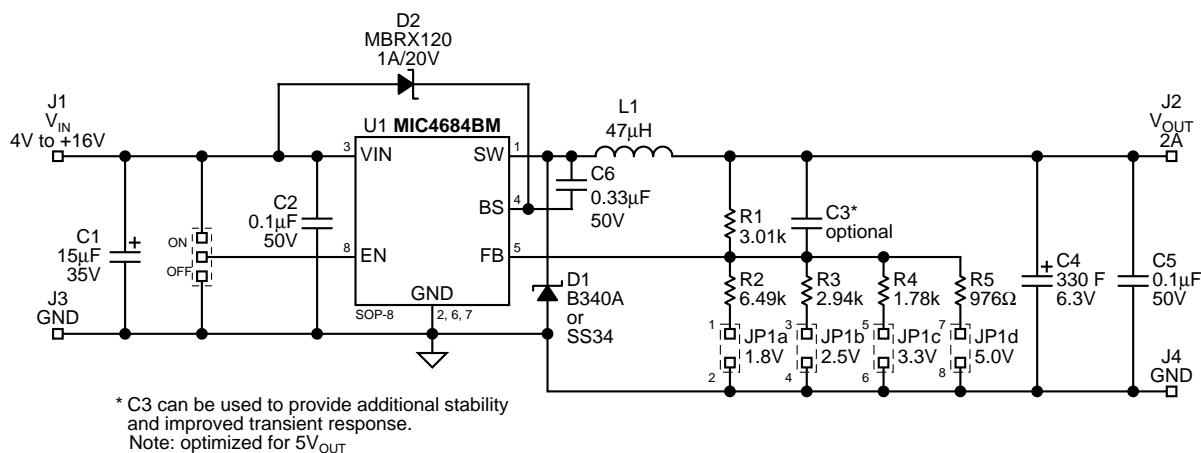 D2
MBRX120
1A/20V
J1
VIN
4V to +16V
U1 MIC4684BM
L1
47µH
J2
VOUT
2A
3
VIN
SW
1
C6
0.33µF
50V
BS
4
C2
0.1µF
50V
R1
3.01k
C3*
optional
C1
15µF
35V
+
ON
OFF
8
EN
FB
5
GND
SOP-8
2, 6, 7
D1
B340A
or
SS34
R2
6.49k
R3
2.94k
R4
1.78k
R5
976Ω
+
C4
330 F
6.3V
C5
0.1µF
50V
J3
GND
1
JP1a
1.8V
2
3
JP1b
2.5V
4
5
JP1c
3.3V
6
7
JP1d
5.0V
8
J4
GND
* C3 can be used to provide additional stability
and improved transient response.
Note: optimized for 5VOUT